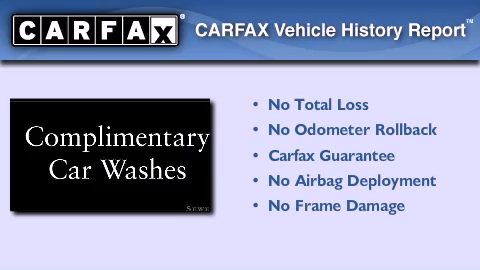 CARFAX® CARFAX Vehicle History Report™
Complimentary
Car Washes
• No Total Loss
• No Odometer Rollback
• Carfax Guarantee
• No Airbag Deployment
• No Frame Damage